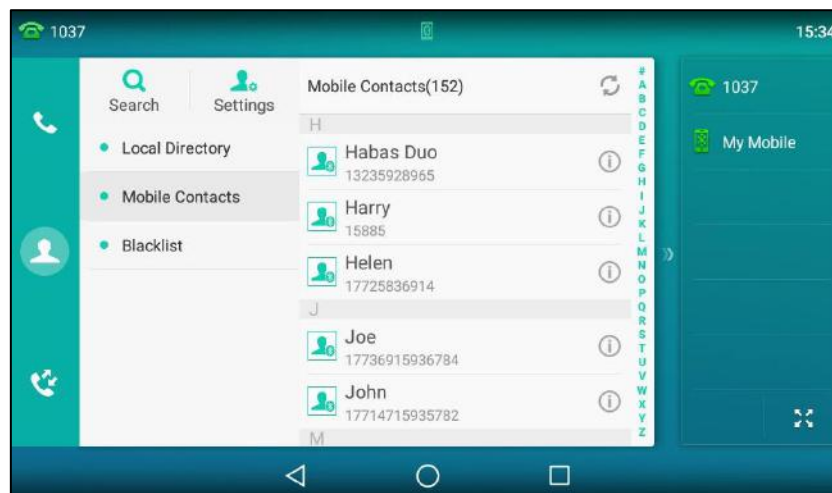 1037
15:34
Search
Settings
Local Directory
Mobile Contacts
Blacklist
Mobile Contacts(152)
H
Habas Duo
13235928965
Harry
15885
Helen
17725836914
J
Joe
17736915936784
John
17714715935782
M
#
A
B
C
D
E
F
G
H
I
J
K
L
M
N
O
P
Q
R
S
T
U
V
W
X
Y
Z
1037
My Mobile